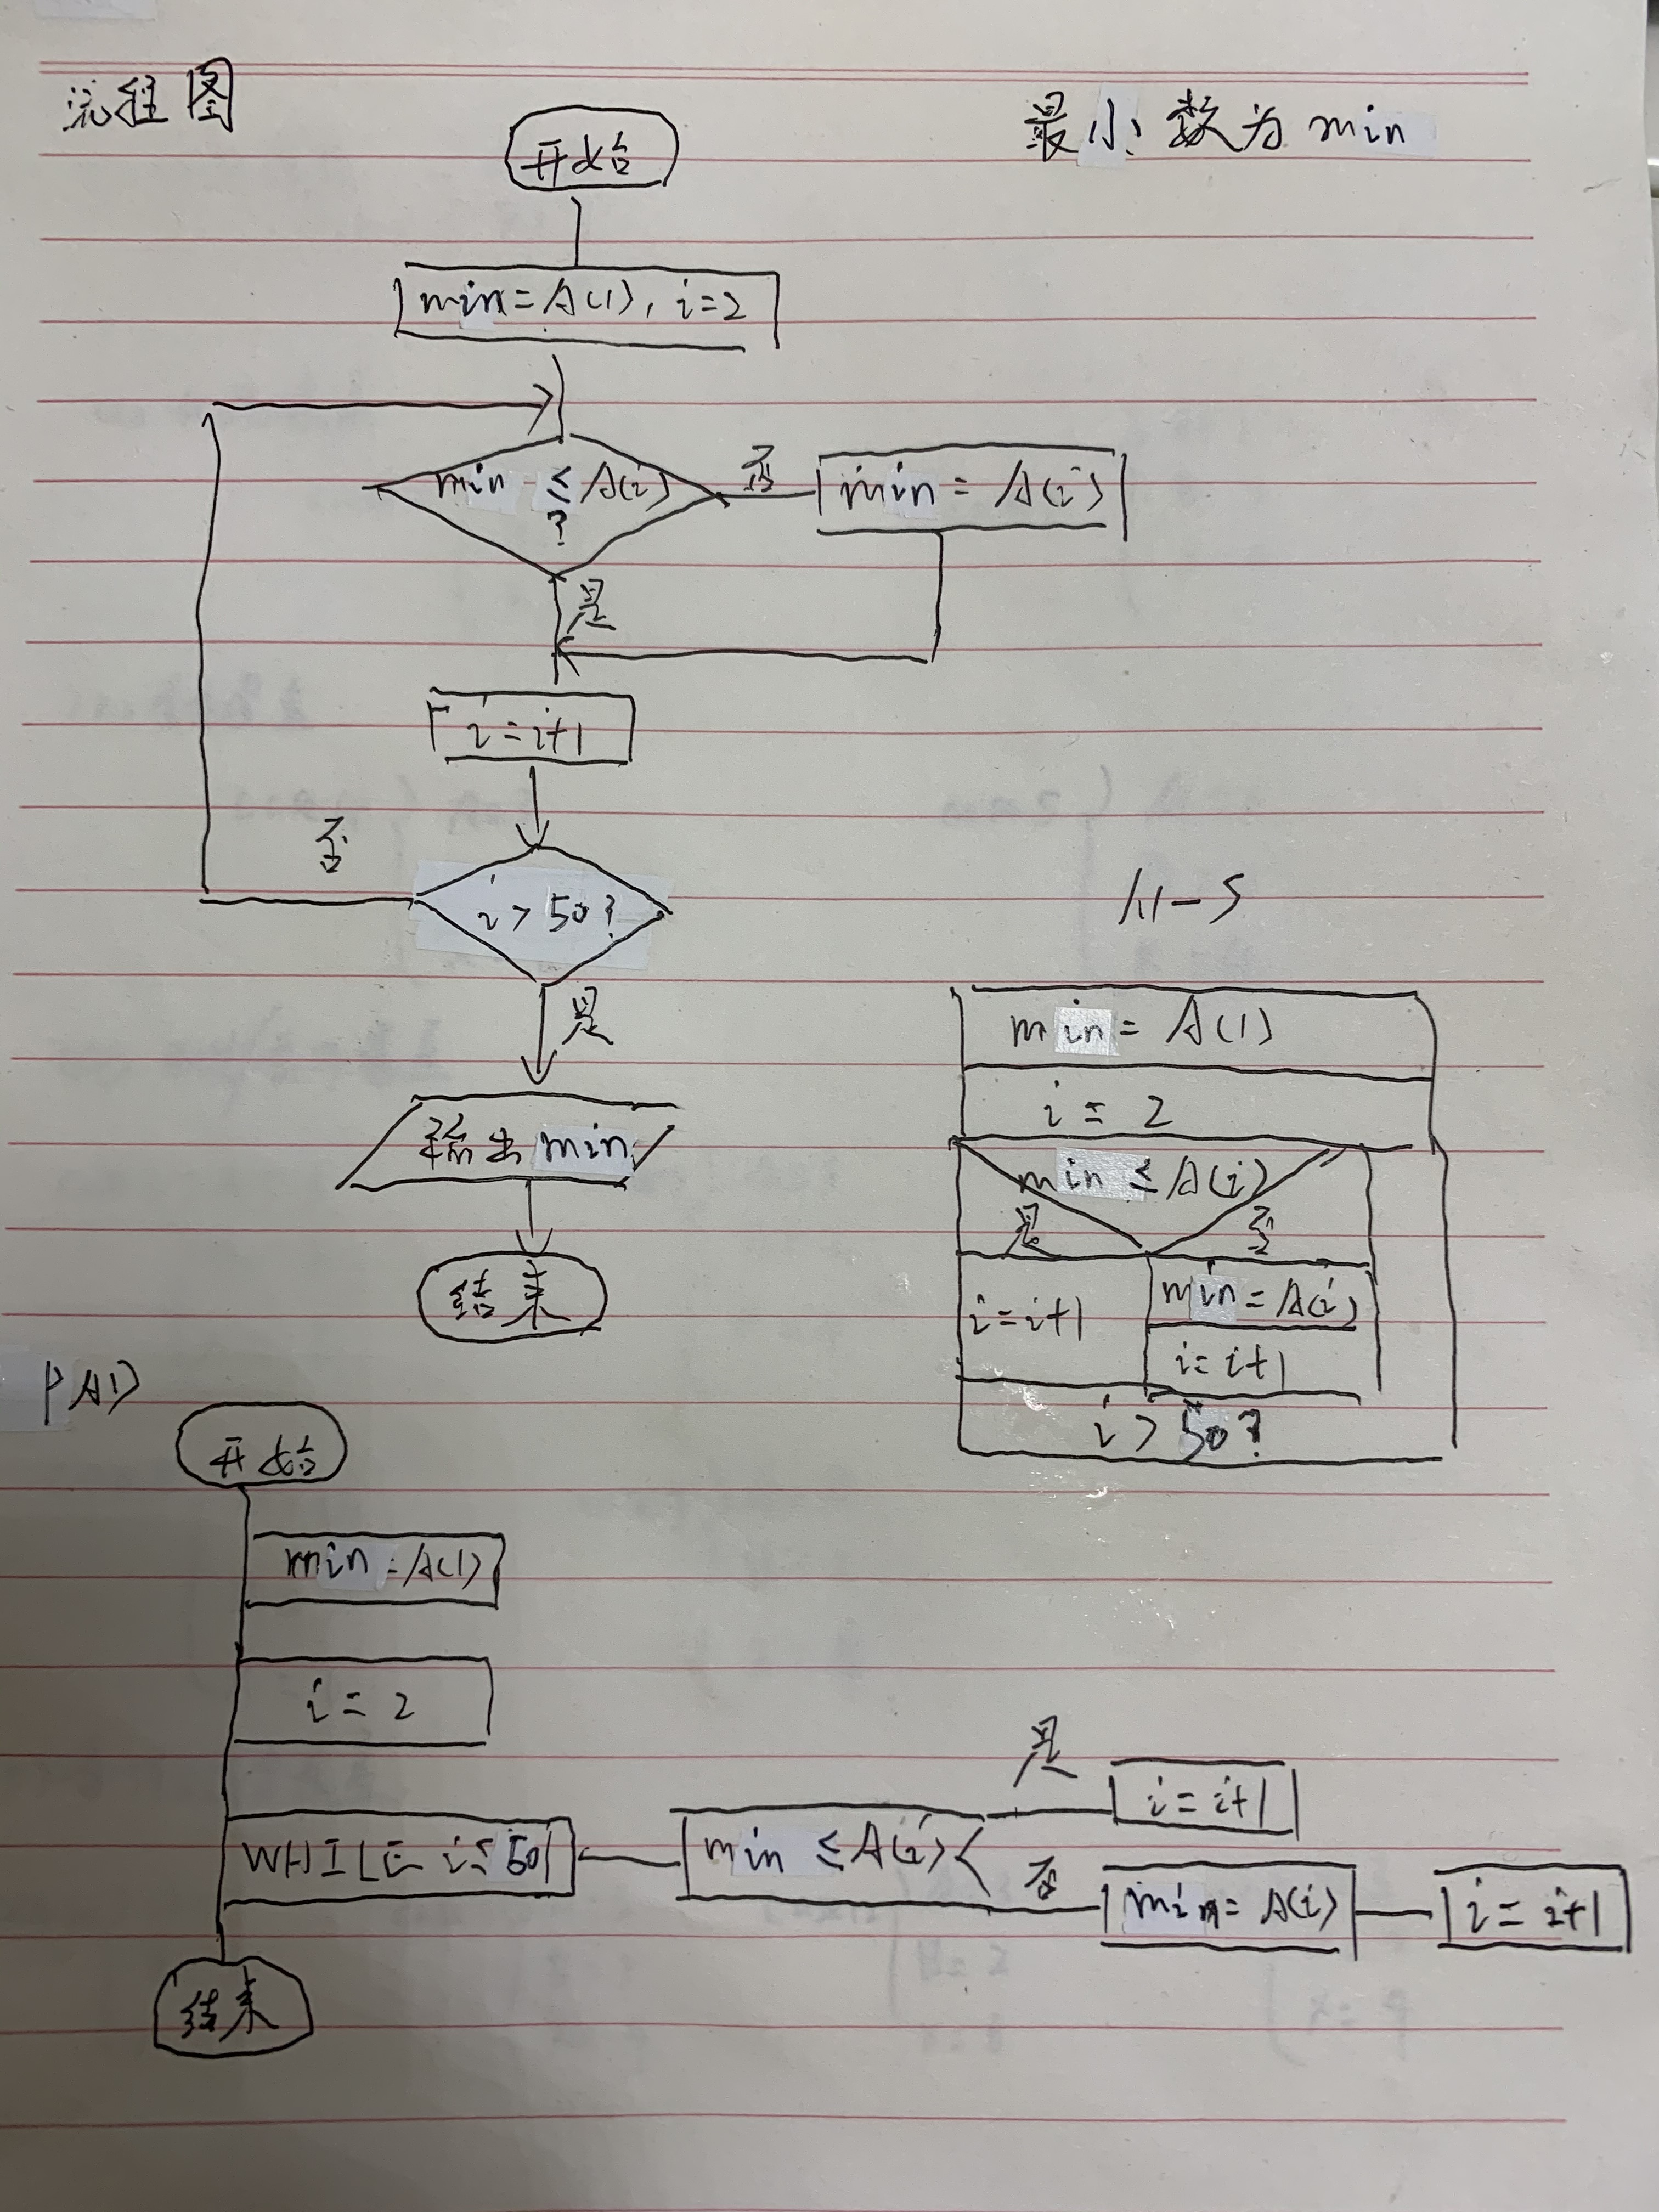 流程图
最小数为min
开始
min=A(1), i=2
min ≤ A(i)
?
否
min = A(i)
是
i=i+1
否
i > 50?
是
输出min
结束
N-S
min = A(1)
i = 2
min ≤ A(i)
是 否
i=i+1
min=A(i)
i=i+1
i > 50?
PAD
开始
min=A(1)
i = 2
WHILE i≤50
min ≤A(i)
是
i=i+1
否
min=A(i)
i=i+1
结束